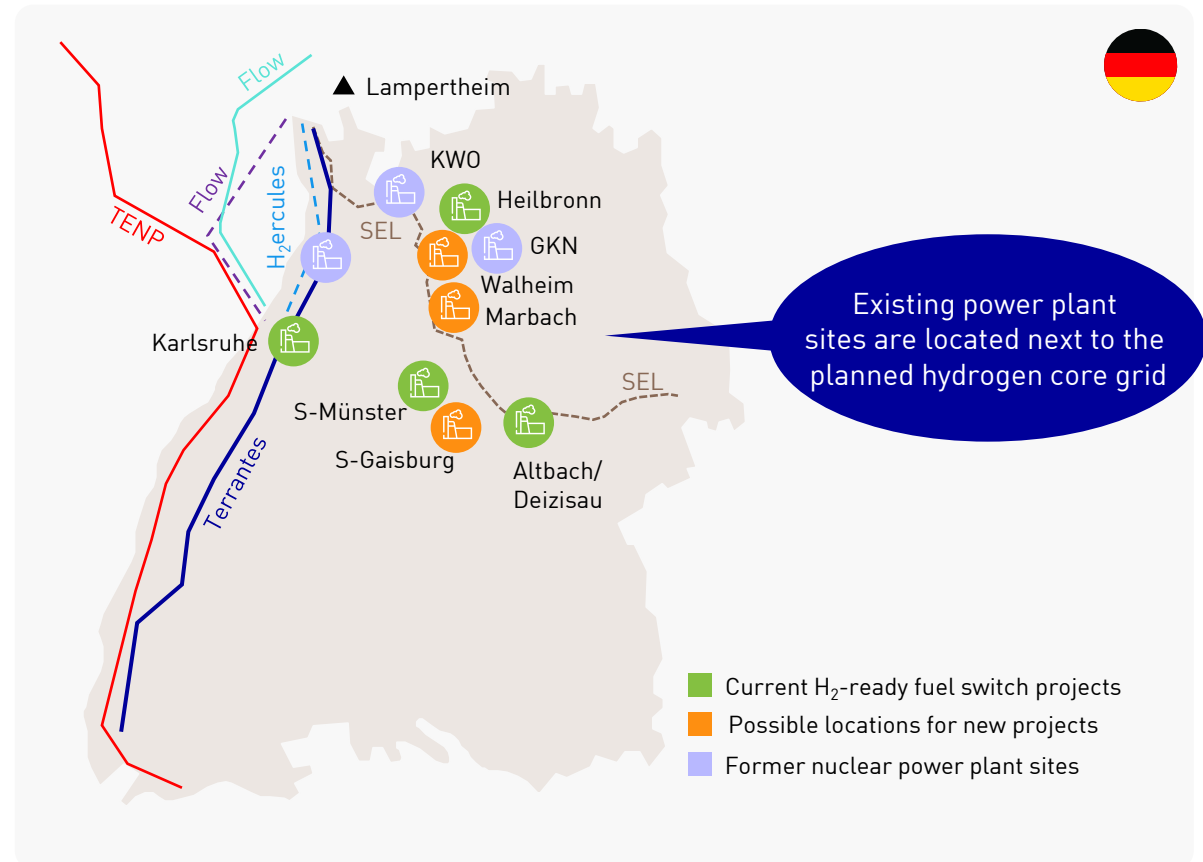 Flow
Lampertheim
KWO
Flow
H₂ercules
Heilbronn
TENP
SEL
GKN
Walheim
Marbach
Karlsruhe
Existing power plant
sites are located next to the
planned hydrogen core grid
SEL
S-Münster
S-Gaisburg
Altbach/
Deizisau
Terrantes
Current H₂-ready fuel switch projects
Possible locations for new projects
Former nuclear power plant sites